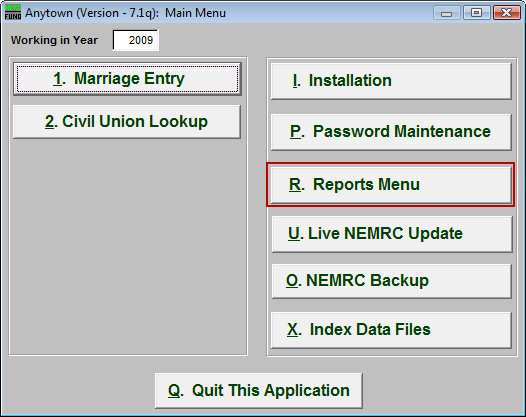 FUND
Anytown (Version - 7.1q): Main Menu
Working in Year 2009
1. Marriage Entry
2. Civil Union Lookup
I. Installation
P. Password Maintenance
R. Reports Menu
U. Live NEMRC Update
O. NEMRC Backup
X. Index Data Files
Q. Quit This Application